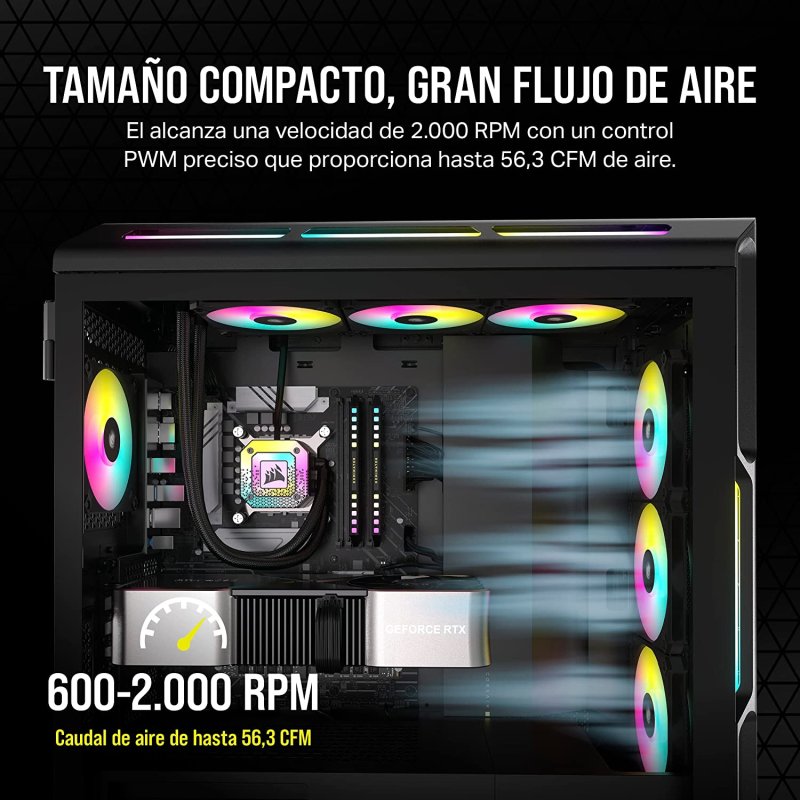 TAMAÑO COMPACTO, GRAN FLUJO DE AIRE
El alcanza una velocidad de 2.000 RPM con un control
PWM preciso que proporciona hasta 56,3 CFM de aire.
GEFORCE RTX
600-2.000 RPM
Caudal de aire de hasta 56,3 CFM